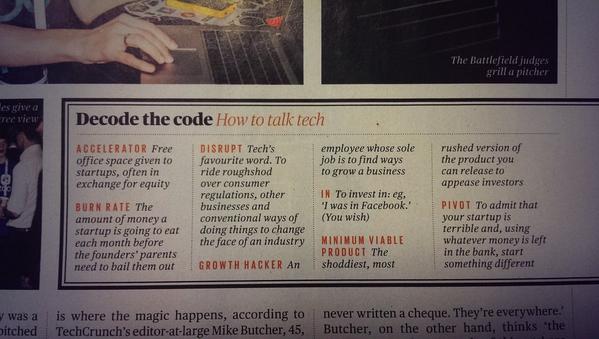 The Battlefield judges
grill a pitcher
es give a
ree view
Decode the code How to talk tech
ACCELERATOR Free
office space given to
startups, often in
exchange for equity
BURN RATE The
amount of money a
startup is going to eat
each month before
the founders' parents
need to bail them out
DISRUPT Tech's
favourite word. To
ride roughshod
over consumer
regulations, other
businesses and
conventional ways of
doing things to change
the face of an industry
GROWTH HACKER An
employee whose sole
job is to find ways
to grow a business
IN To invest in: eg,
'I was in Facebook.'
(You wish)
MINIMUM VIABLE
PRODUCT The
shoddiest, most
rushed version of
the product you
can release to
appease investors
PIVOT To admit that
your startup is
terrible and, using
whatever money is left
in the bank, start
something different
y was a
pitched
is where the magic happens, according to
TechCrunch's editor-at-large Mike Butcher, 45,
never written a cheque. They're everywhere.'
Butcher, on the other hand, thinks 'the